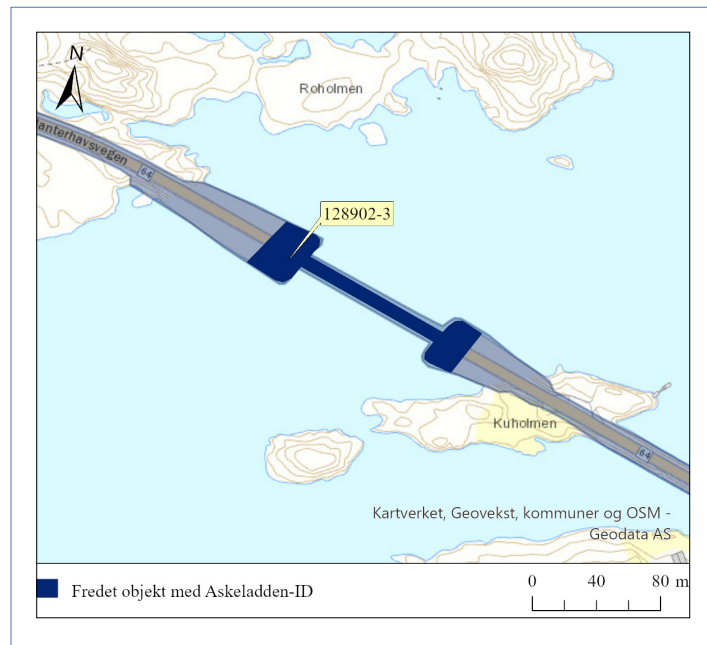 N
Roholmen
lanterhavsvegen
64
128902-3
Kuholmen
64
Kartverket, Geovekst, kommuner og OSM -
Geodata AS
Fredet objekt med Askeladden-ID
0 40 80 m